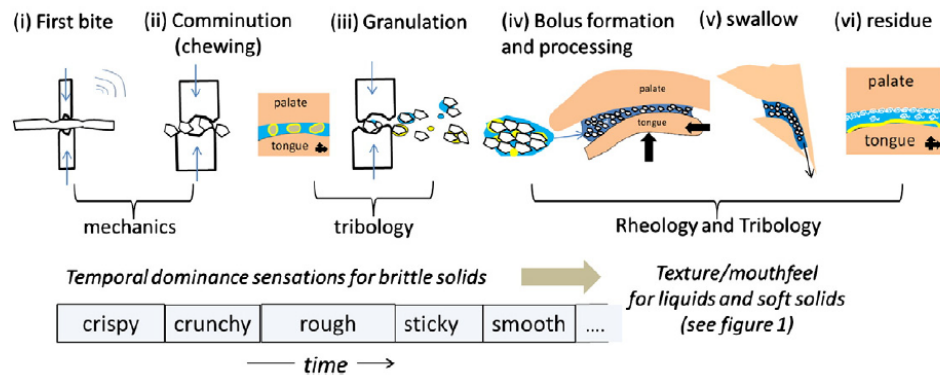 (i) First bite
(ii) Comminution
(chewing)
(iii) Granulation
(iv) Bolus formation
and processing
(v) swallow
(vi) residue
palate
tongue
palate
tongue
palate
tongue
mechanics
tribology
Rheology and Tribology
Temporal dominance sensations for brittle solids
Texture/mouthfeel
for liquids and soft solids
(see figure 1)
crispy crunchy rough sticky smooth ....
time